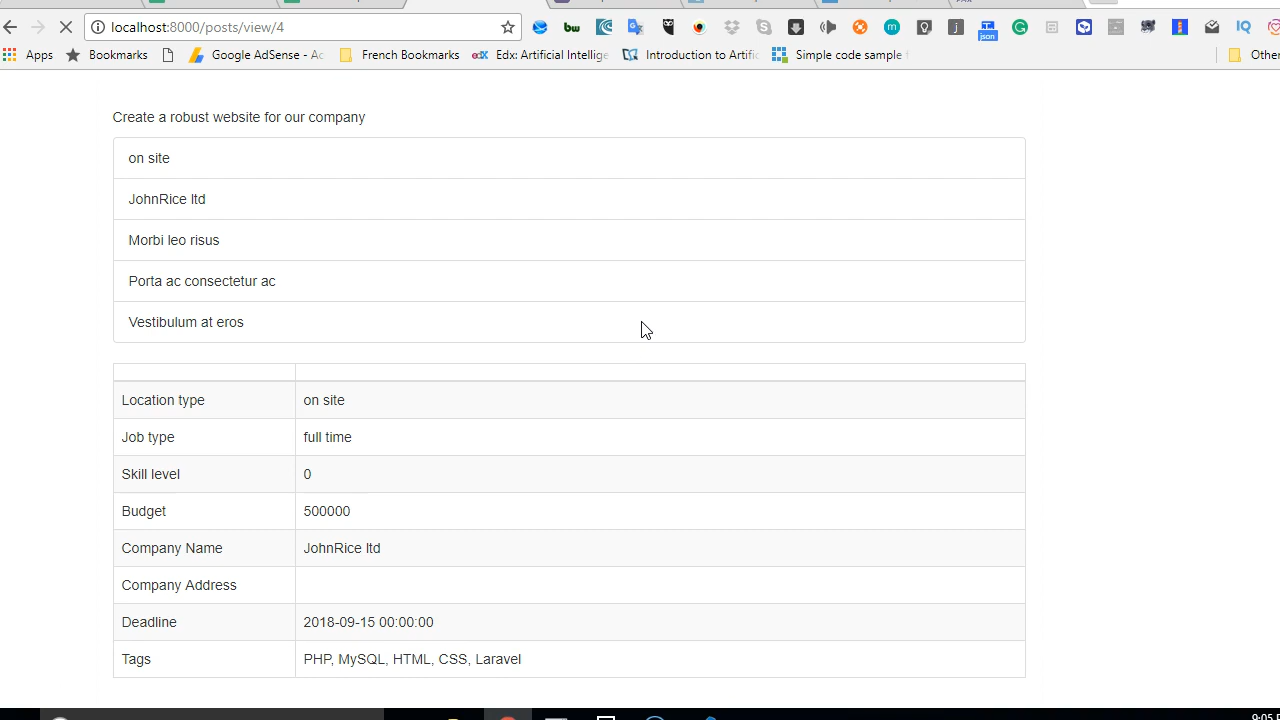 localhost:8000/posts/view/4
json
IQ
Apps Bookmarks Google AdSense - Ac French Bookmarks edX Edx: Artificial Intellige Introduction to Artific Simple code sample Other
Create a robust website for our company
on site
JohnRice ltd
Morbi leo risus
Porta ac consectetur ac
Vestibulum at eros
Location type on site
Job type full time
Skill level 0
Budget 500000
Company Name JohnRice ltd
Company Address
Deadline 2018-09-15 00:00:00
Tags PHP, MySQL, HTML, CSS, Laravel